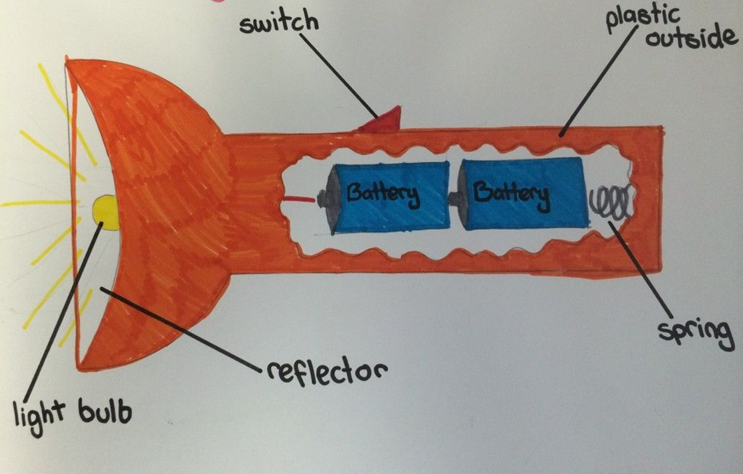 switch
plastic
outside
Battery
Battery
spring
reflector
light bulb